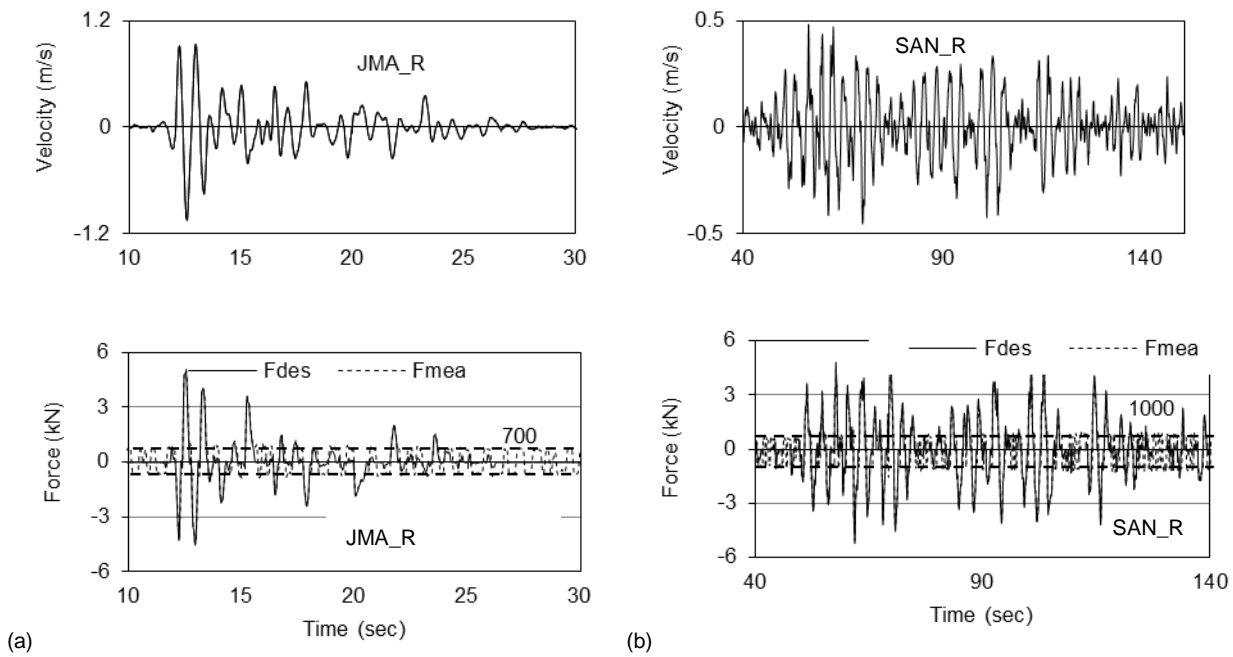 1.2
0
-1.2
Velocity (m/s)
JMA_R
10 15 20 25 30
0.5
0
-0.5
Velocity (m/s)
SAN_R
40 90 140
6
3
0
-3
-6
Force (kN)
Fdes Fmea
700
JMA_R
10 15 20 25 30
Time (sec)
(a)
6
3
0
-3
-6
Force (kN)
Fdes Fmea
1000
SAN_R
40 90 140
Time (sec)
(b)